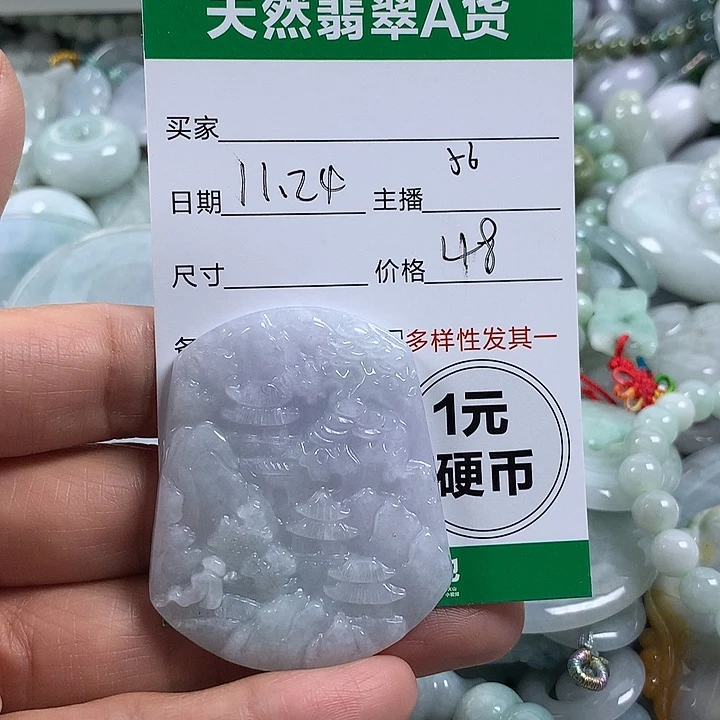 天然翡翠A货
买家
日期 11.24 主播 56
尺寸 价格 48
多样性发其一
1元
硬币